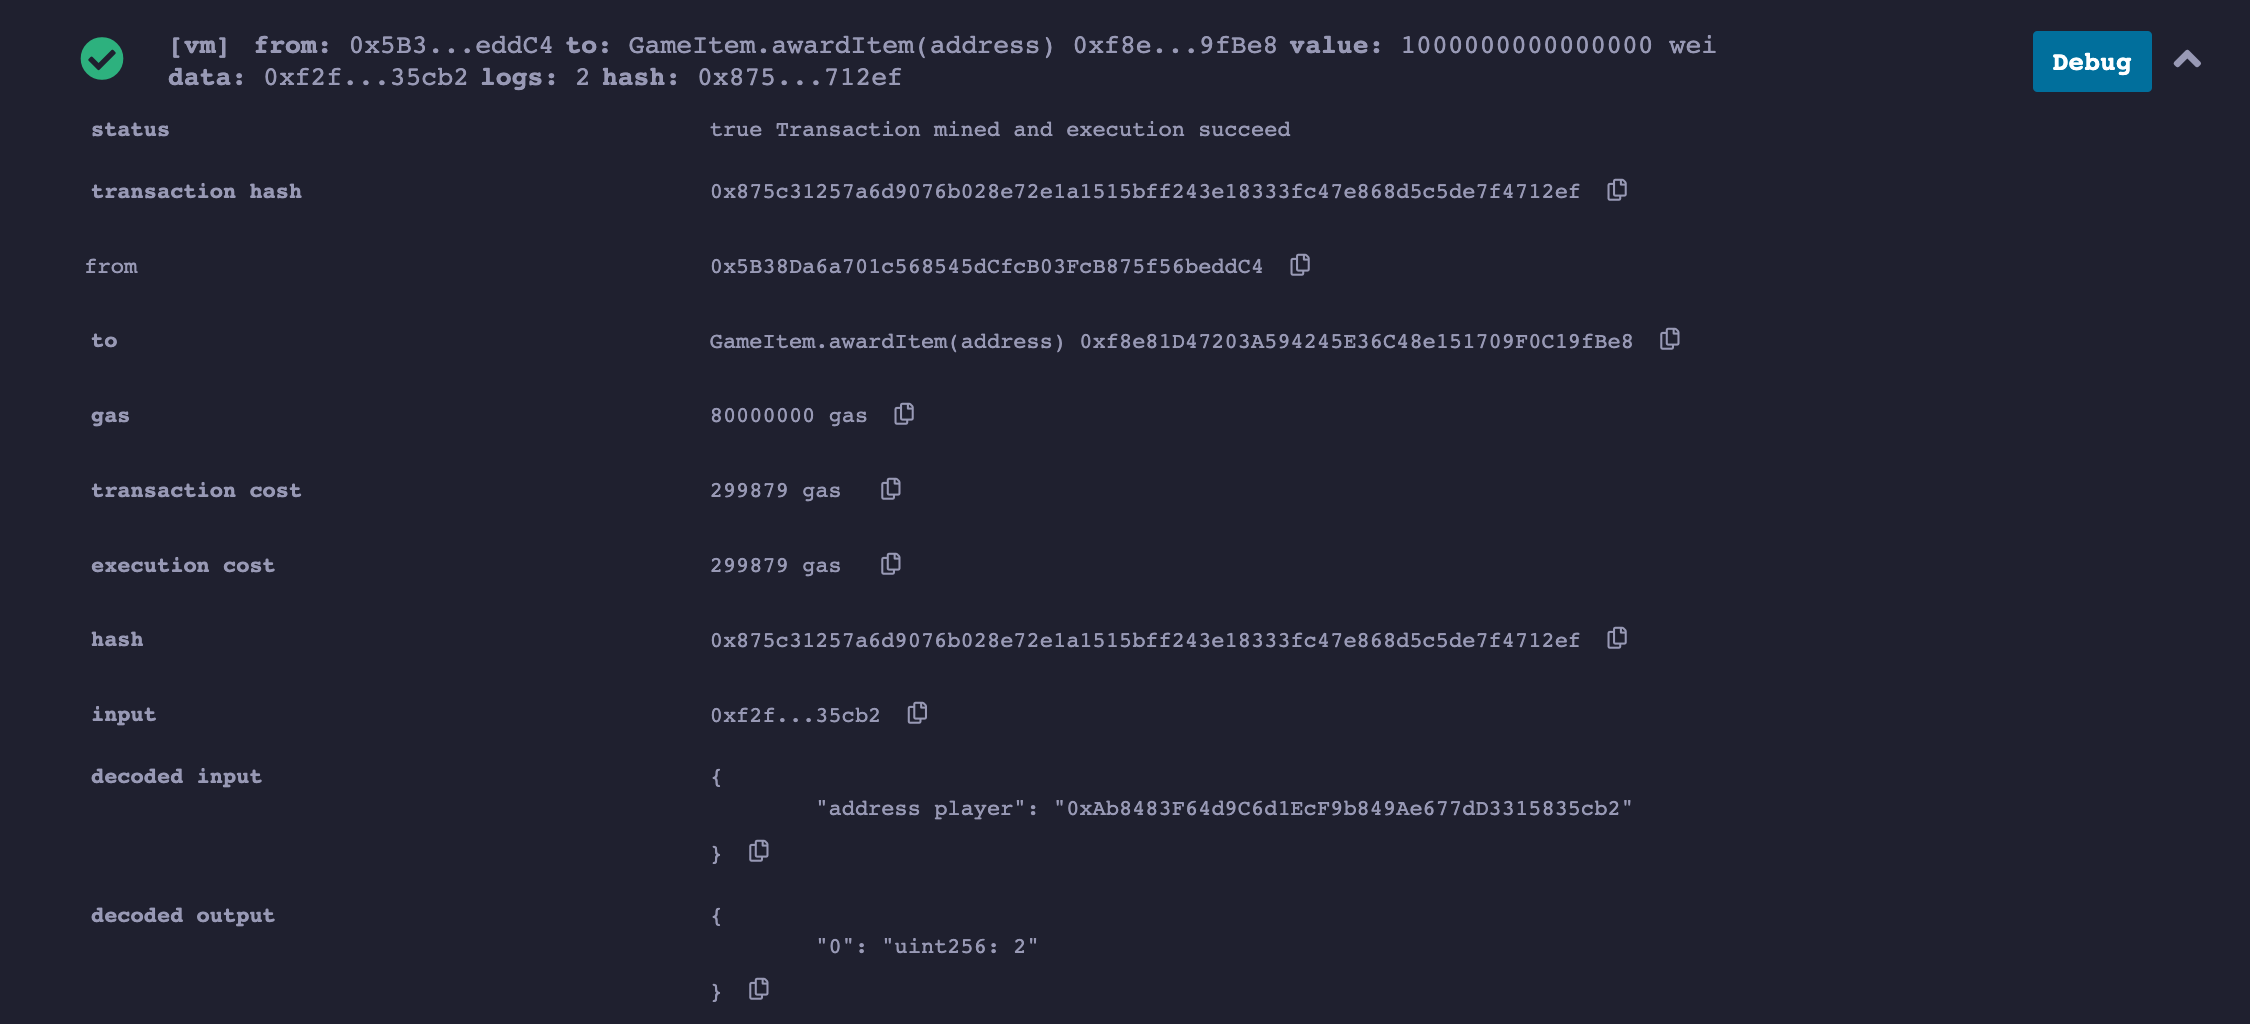 [vm] from: 0x5B3...eddC4 to: GameItem.awardItem(address) 0xf8e...9fBe8 value: 1000000000000000 wei
data: 0xf2f...35cb2 logs: 2 hash: 0x875...712ef
Debug
status true Transaction mined and execution succeed
transaction hash 0x875c31257a6d9076b028e72e1a1515bff243e18333fc47e868d5c5de7f4712ef
from 0x5B38Da6a701c568545dCfcB03FcB875f56beddC4
to GameItem.awardItem(address) 0xf8e81D47203A594245E36C48e151709F0C19fBe8
gas 80000000 gas
transaction cost 299879 gas
execution cost 299879 gas
hash 0x875c31257a6d9076b028e72e1a1515bff243e18333fc47e868d5c5de7f4712ef
input 0xf2f...35cb2
decoded input {
"address player": "0xAb8483F64d9C6d1EcF9b849Ae677dD3315835cb2"
}
decoded output {
"0": "uint256: 2"
}